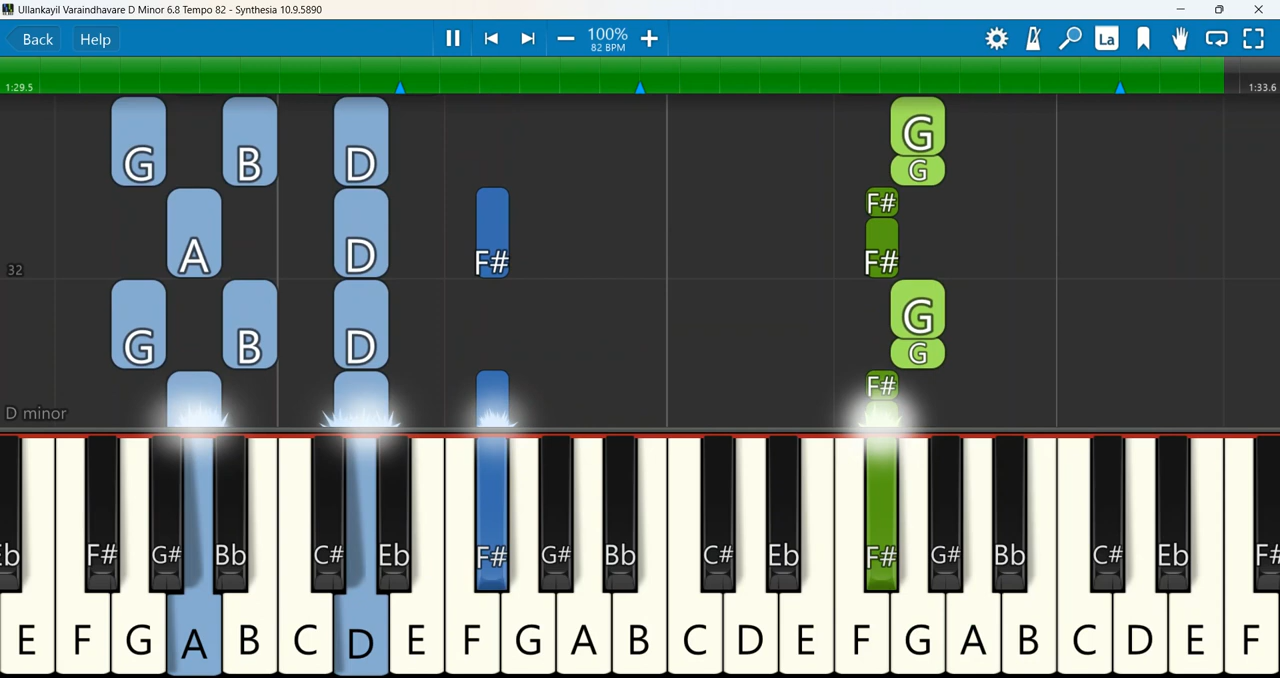 Ullankayil Varaindhavare D Minor 6.8 Tempo 82 - Synthesia 10.9.5890
Back Help 100% La
82 BPM
1:29.5 1:33.6
G B D G
G
F#
A D F# F#
32
G B D G
G
F#
D minor
Eb F# G# Bb C# Eb F# G# Bb C# Eb F# G# Bb C# Eb F#
E F G A B C D E F G A B C D E F G A B C D E F